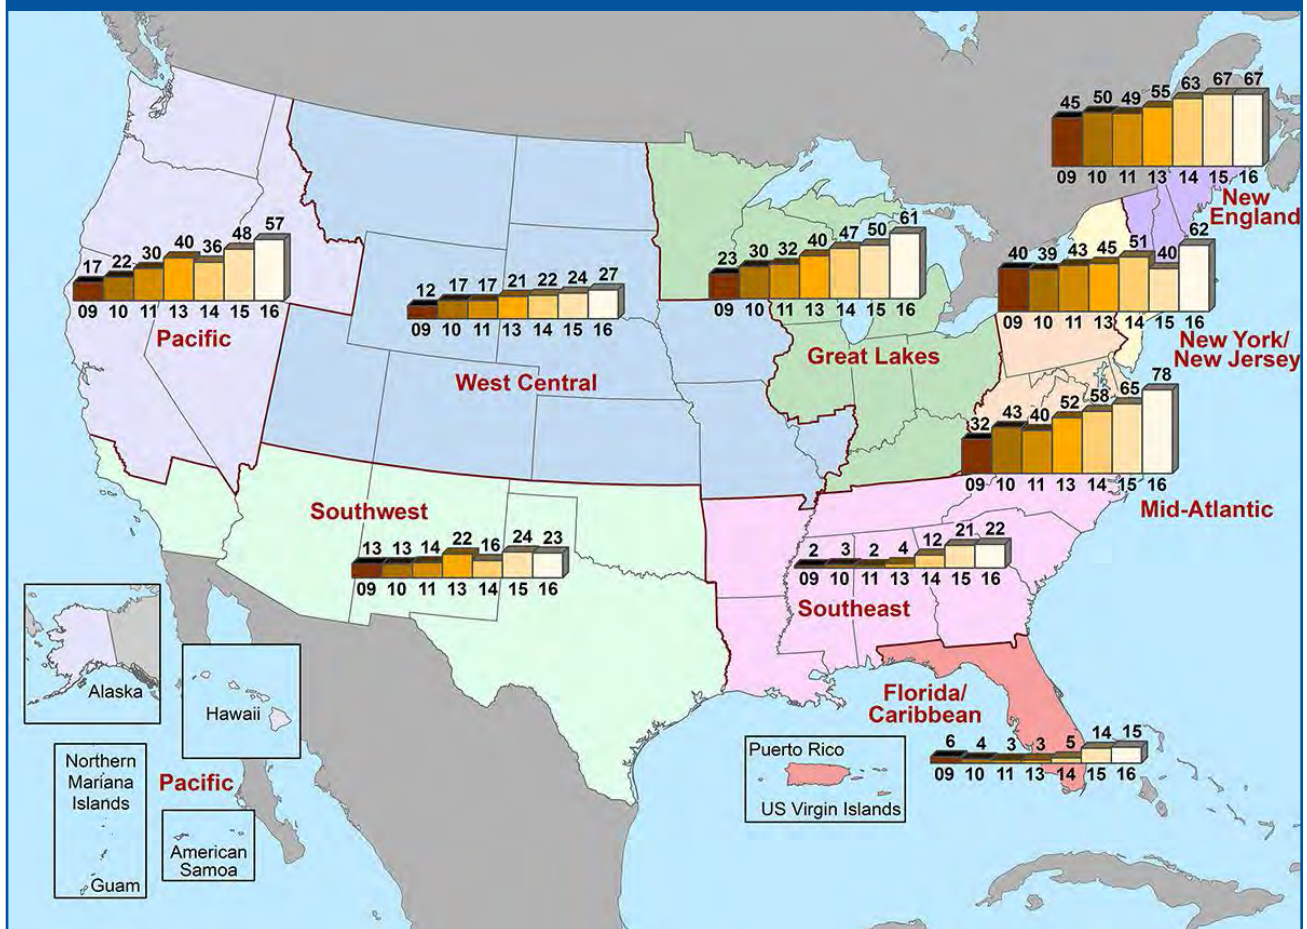 45 50 49 55 63 67 67
09 10 11 13 14 15 16
New
England
17 22 30 40 36 48 57
09 10 11 13 14 15 16
Pacific
12 17 17 21 22 24 27
09 10 11 13 14 15 16
West Central
23 30 32 40 47 50 61
09 10 11 13 14 15 16
Great Lakes
40 39 43 45 51 40 62
09 10 11 13 14 15 16
New York/
New Jersey
32 43 40 52 58 65 78
09 10 11 13 14 15 16
Mid-Atlantic
Southwest
13 13 14 22 16 24 23
09 10 11 13 14 15 16
2 3 2 4 12 21 22
09 10 11 13 14 15 16
Southeast
Florida/
Caribbean
6 4 3 3 5 14 15
09 10 11 13 14 15 16
Alaska
Hawaii
Northern
Mariana
Islands
Guam
Pacific
American
Samoa
Puerto Rico
US Virgin Islands